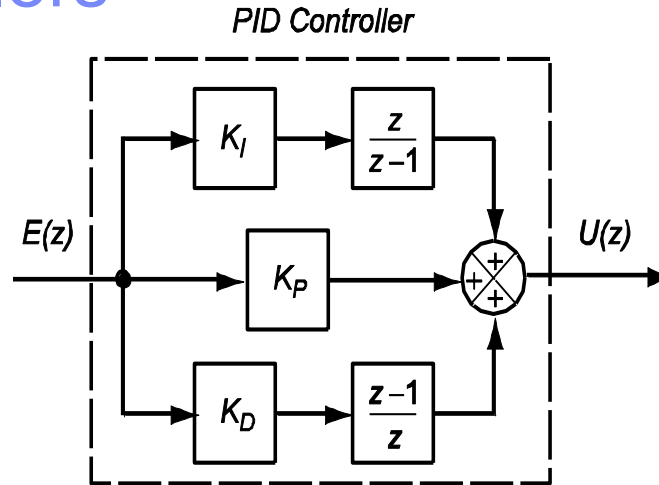 PID Controller
K_I
z
z-1
E(z)
U(z)
K_P
+
+
+
K_D
z-1
z